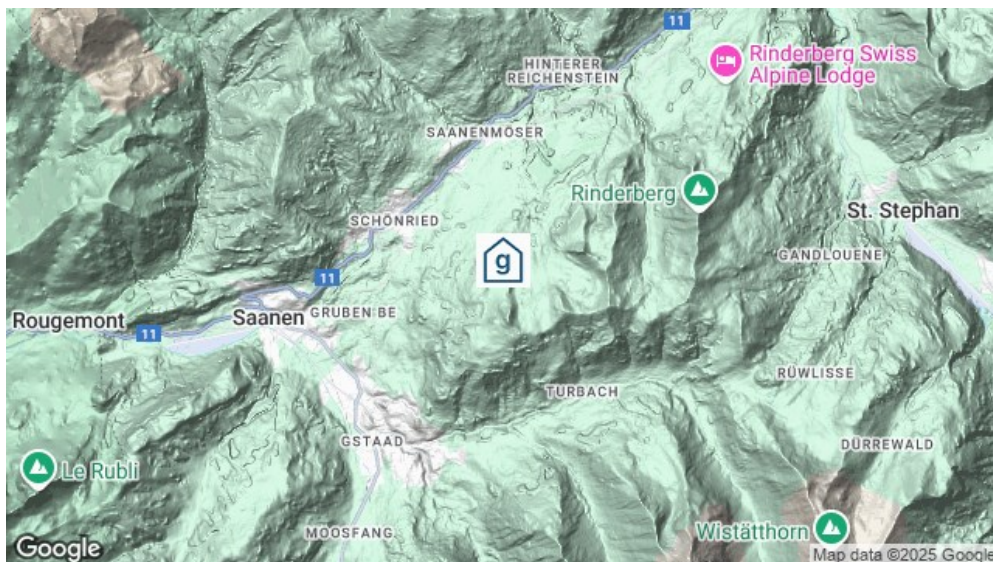 11
Rinderberg Swiss
Alpine Lodge
HINTERER
REICHENSTEIN
SAANENMÖSER
Rinderberg
St. Stephan
SCHÖNRIED
GANDLOUENE
g
11
Rougemont
11
Saanen
GRUBEN BE
TURBACH
RÜWLISSE
GSTAAD
DÜRREWALD
Le Rubli
MOOSFANG
Wistätthorn
Google
Map data ©2025 Google